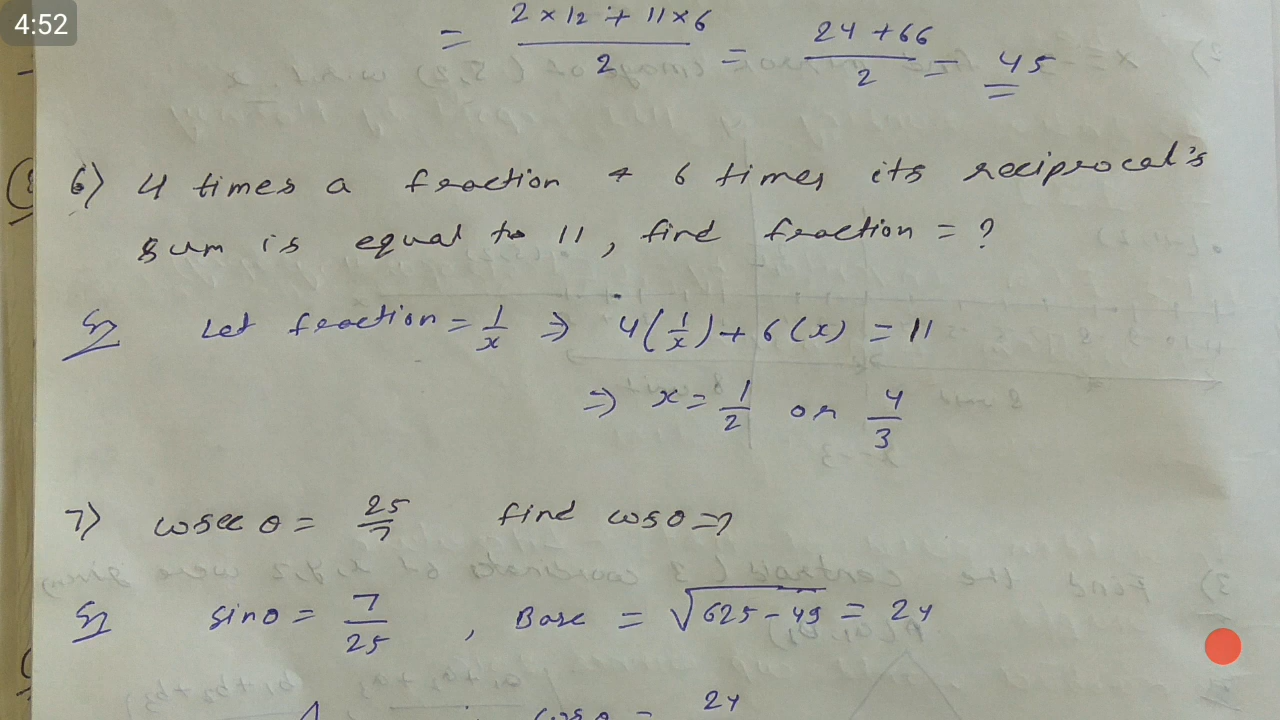 4:52
= 2 × 12 + 11 × 6 / 2 = 24 + 66 / 2 = 45
6) 4 times a fraction & 6 times its reciprocal's
sum is equal to 11, find fraction = ?
Let fraction = 1/x ⇒ 4(1/x) + 6(x) = 11
⇒ x = 1/2 or 4/3
7) cosec θ = 25/7 find cos θ = ?
sin θ = 7/25, Base = √625 - 49 = 24
cos θ = 24